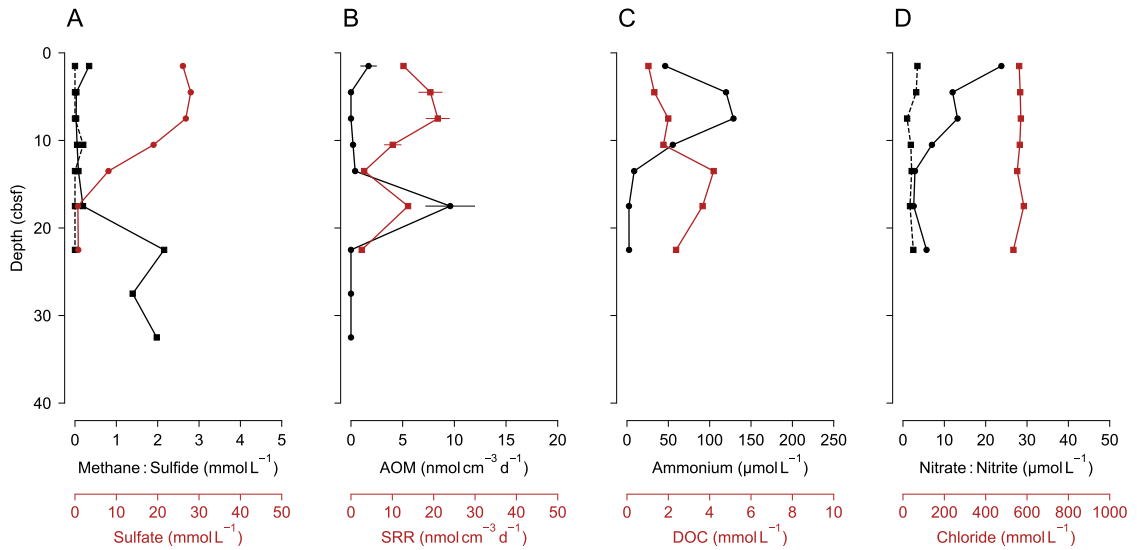 A B C D
0
10
20
30
40
Depth (cbsf)
0 1 2 3 4 5
Methane : Sulfide (mmol L⁻¹)
0 10 20 30 40 50
Sulfate (mmol L⁻¹)
0 5 10 15 20
AOM (nmol cm⁻³ d⁻¹)
0 10 20 30 40 50
SRR (nmol cm⁻³ d⁻¹)
0 50 100 150 200 250
Ammonium (µmol L⁻¹)
0 2 4 6 8 10
DOC (mmol L⁻¹)
0 10 20 30 40 50
Nitrate : Nitrite (µmol L⁻¹)
0 200 400 600 800 1000
Chloride (mmol L⁻¹)